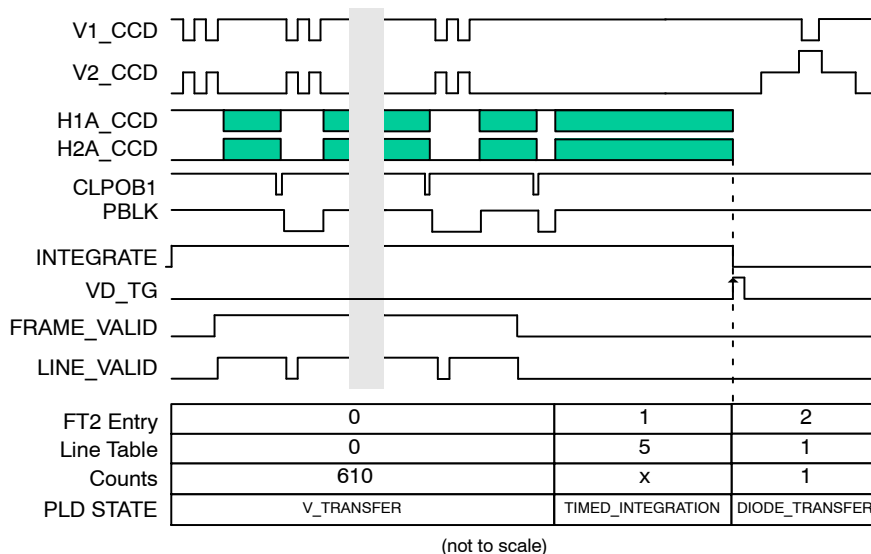 V1_CCD
V2_CCD
H1A_CCD
H2A_CCD
CLPOB1
PBLK
INTEGRATE
VD_TG
FRAME_VALID
LINE_VALID
FT2 Entry 0 1 2
Line Table 0 5 1
Counts 610 x 1
PLD STATE V_TRANSFER TIMED_INTEGRATION DIODE_TRANSFER
(not to scale)